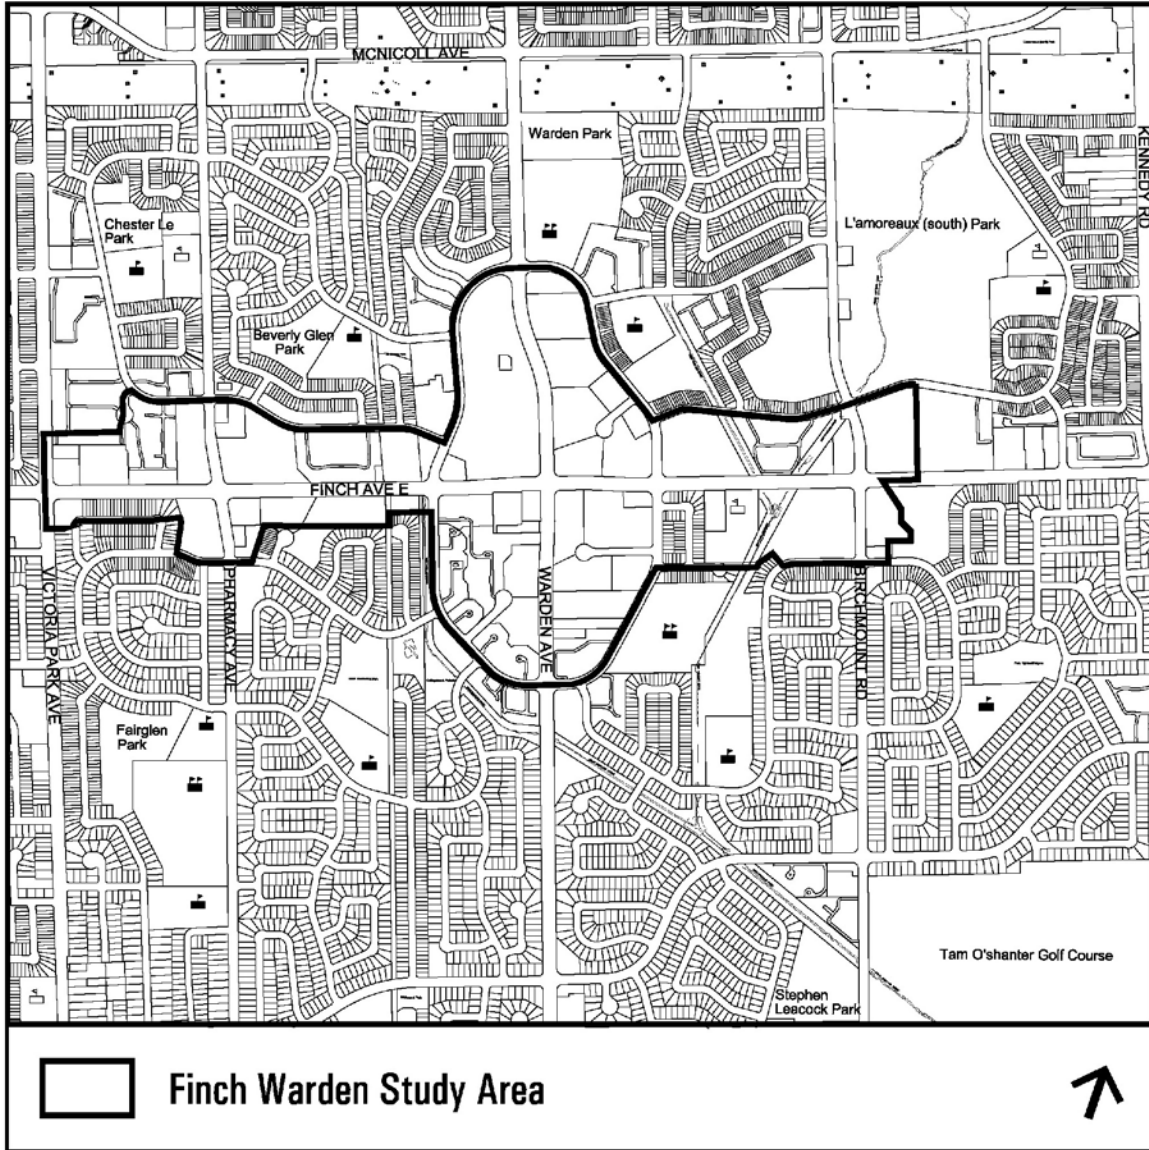 MCNICOLL AVE
Warden Park
KENNEDY RD
Chester Le
Park
L'amoreaux (south) Park
Beverly Glen
Park
FINCH AVE E
VICTORIA PARK AVE
PHARMACY AVE
WARDEN AVE
BIRCHMOUNT RD
Fairglen
Park
Tam O'shanter Golf Course
Stephen
Leacock Park
Finch Warden Study Area